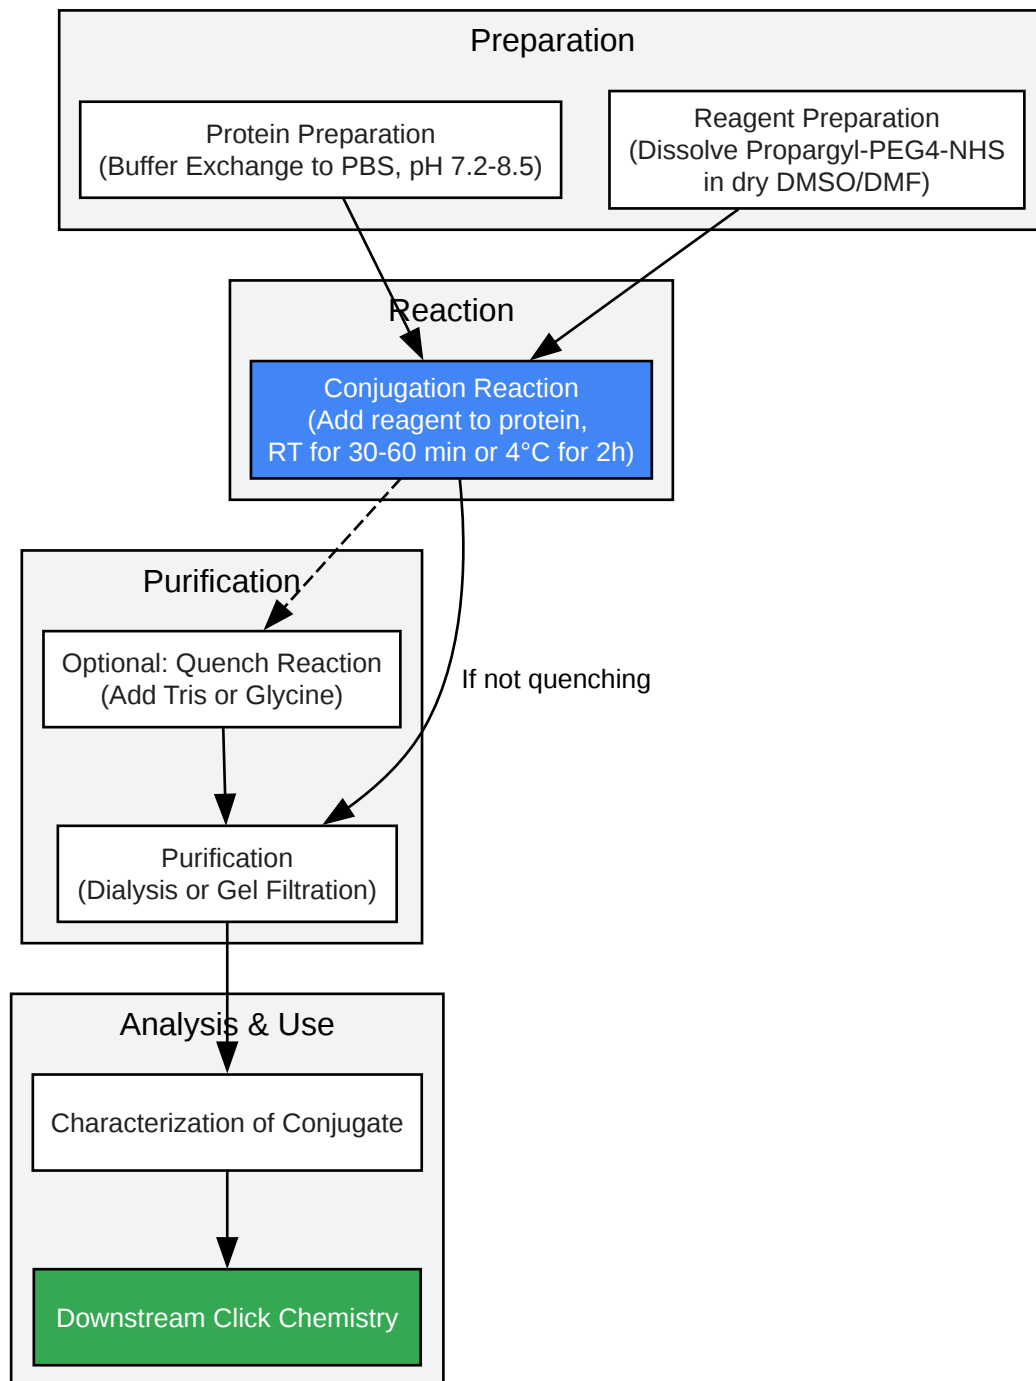 Preparation
Protein Preparation
(Buffer Exchange to PBS, pH 7.2-8.5)
Reagent Preparation
(Dissolve Propargyl-PEG4-NHS
in dry DMSO/DMF)
Reaction
Conjugation Reaction
(Add reagent to protein,
RT for 30-60 min or 4°C for 2h)
Purification
Optional: Quench Reaction
(Add Tris or Glycine)
If not quenching
Purification
(Dialysis or Gel Filtration)
Analysis & Use
Characterization of Conjugate
Downstream Click Chemistry